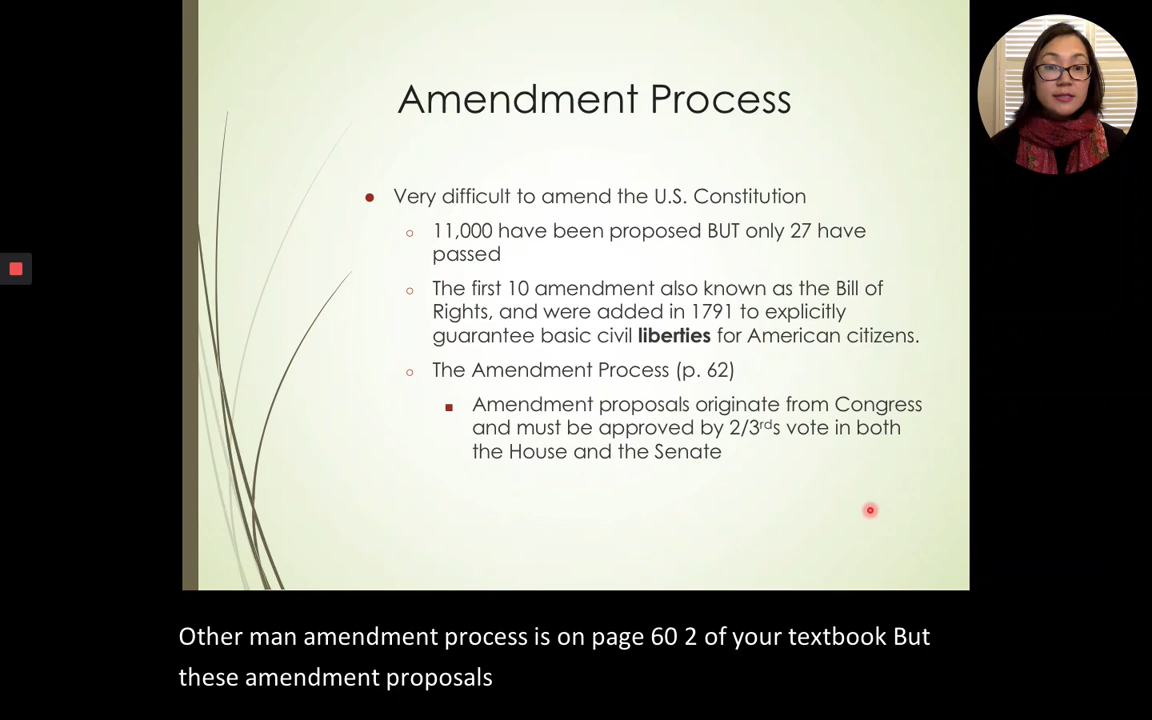 Amendment Process
Very difficult to amend the U.S. Constitution
11,000 have been proposed BUT only 27 have
passed
The first 10 amendment also known as the Bill of
Rights, and were added in 1791 to explicitly
guarantee basic civil liberties for American citizens.
The Amendment Process (p. 62)
Amendment proposals originate from Congress
and must be approved by 2/3rds vote in both
the House and the Senate
Other man amendment process is on page 60 2 of your textbook But
these amendment proposals